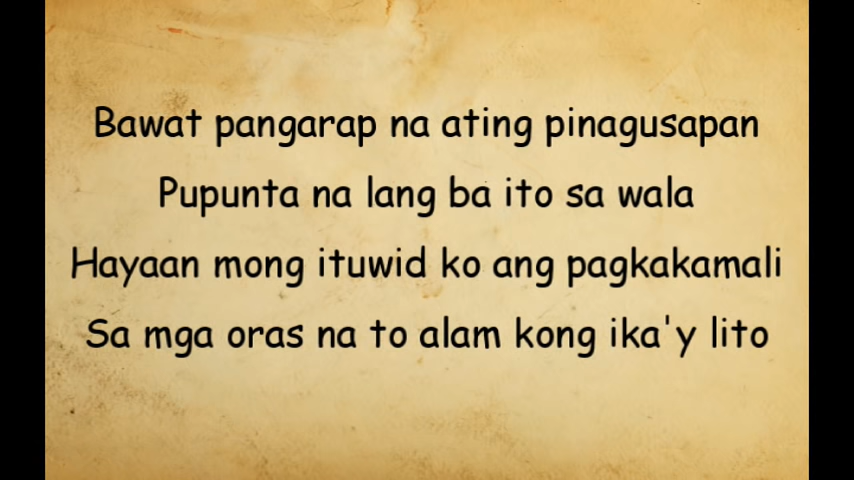 Bawat pangarap na ating pinagusapan
Pupunta na lang ba ito sa wala
Hayaan mong ituwid ko ang pagkakamali
Sa mga oras na to alam kong ika'y lito